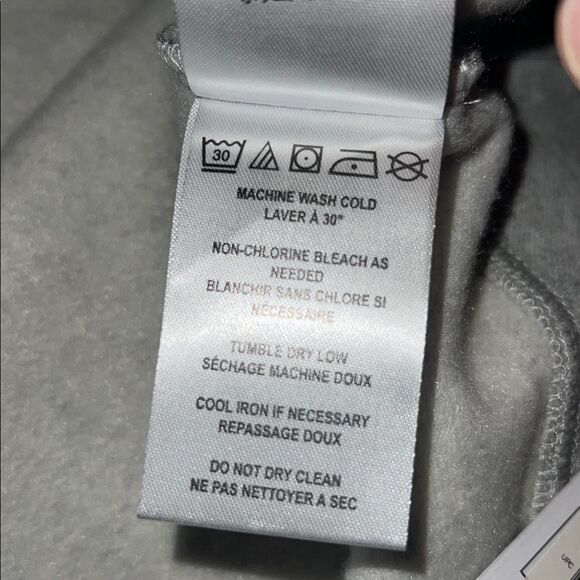 30
MACHINE WASH COLD
LAVER À 30°
NON-CHLORINE BLEACH AS
NEEDED
BLANCHIR SANS CHLORE SI
NÉCESSAIRE
TUMBLE DRY LOW
SÉCHAGE MACHINE DOUX
COOL IRON IF NECESSARY
REPASSAGE DOUX
DO NOT DRY CLEAN
NE PAS NETTOYER A SEC
UPC